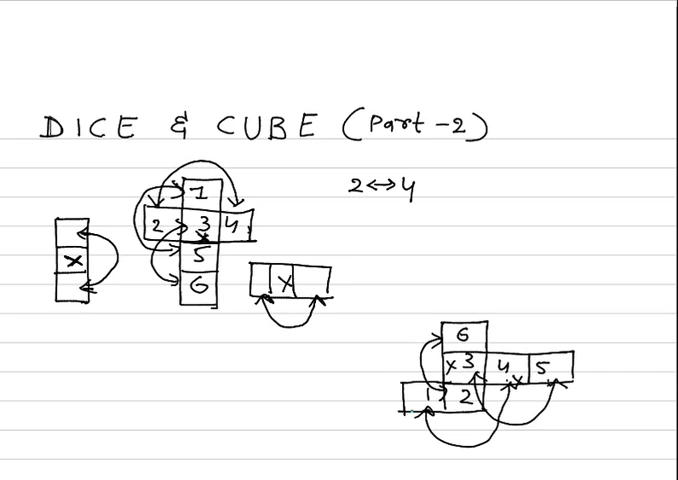 DICE & CUBE (Part -2)
2↔4
1
2 3 4
5
6
X
X
6
x 3 4 x 5
1 2